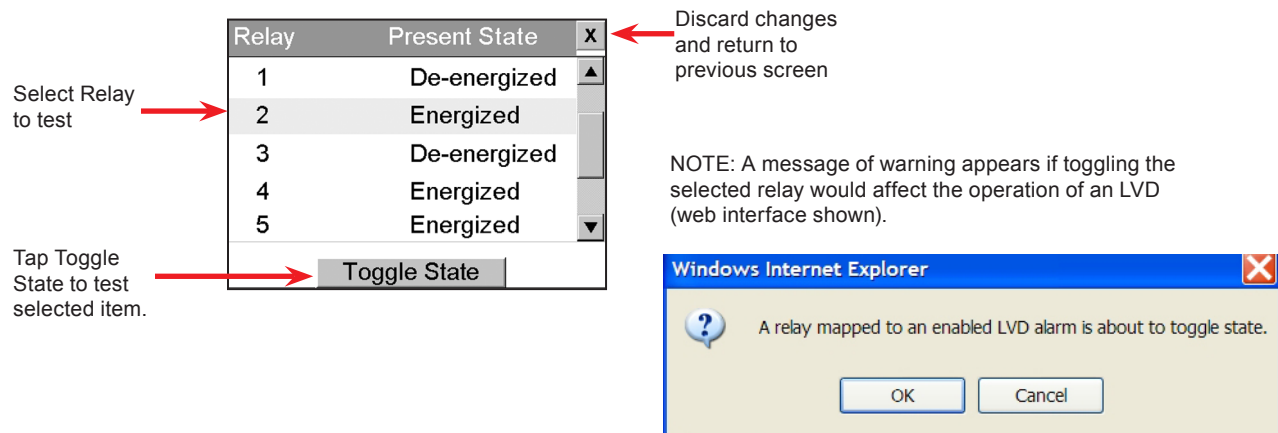 Relay Present State X
1 De-energized
2 Energized
3 De-energized
4 Energized
5 Energized
Toggle State
Select Relay
to test
Tap Toggle
State to test
selected item.
Discard changes
and return to
previous screen
NOTE: A message of warning appears if toggling the
selected relay would affect the operation of an LVD
(web interface shown).
Windows Internet Explorer
A relay mapped to an enabled LVD alarm is about to toggle state.
OK Cancel